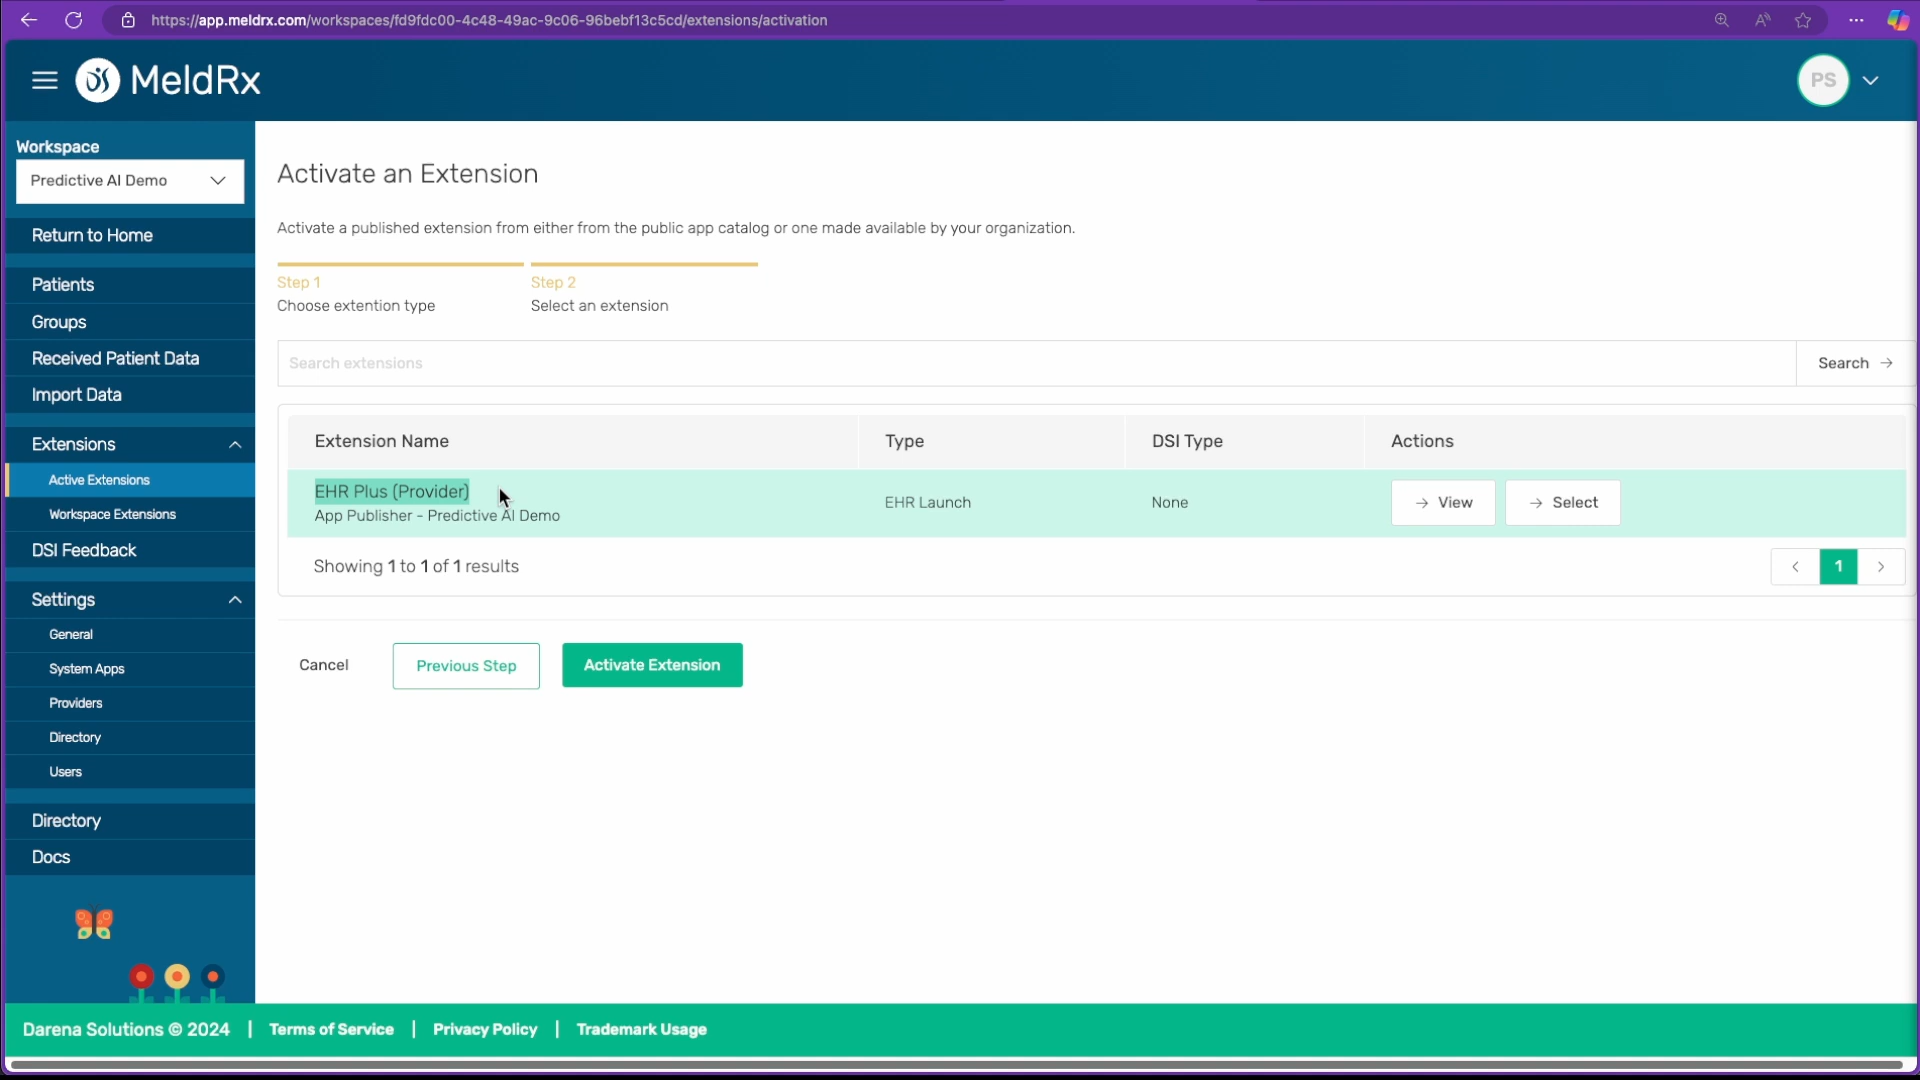 https://app.meldrx.com/workspaces/fd9fdc00-4c48-49ac-9c06-96bebf13c5cd/extensions/activation
MeldRx
PS
Workspace
Predictive AI Demo
Return to Home
Patients
Groups
Received Patient Data
Import Data
Extensions
Active Extensions
Workspace Extensions
DSI Feedback
Settings
General
System Apps
Providers
Directory
Users
Directory
Docs
Activate an Extension
Activate a published extension from either from the public app catalog or one made available by your organization.
Step 1
Choose extention type
Step 2
Select an extension
Search extensions
Search
Extension Name Type DSI Type Actions
EHR Plus (Provider)
App Publisher - Predictive AI Demo
EHR Launch
None
View
Select
Showing 1 to 1 of 1 results
1
Cancel
Previous Step
Activate Extension
Darena Solutions © 2024 | Terms of Service | Privacy Policy | Trademark Usage